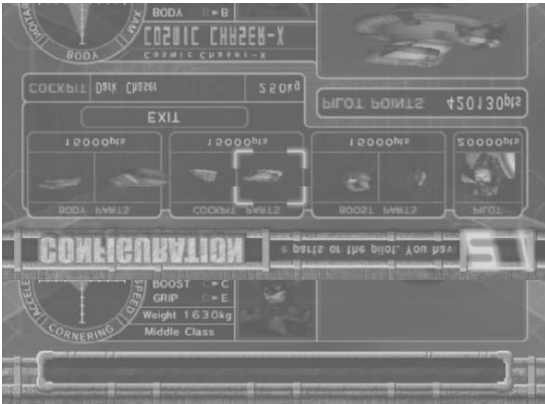 BODY
COSMIC CHASER-X
Cosmic Chaser-X
BODY
COCKPIT Dark Chaser 250kg
PILOT POINTS 420130pts
EXIT
15000pts 15000pts 15000pts 20000pts
BODY PARTS COCKPIT PARTS BOOST PARTS PILOT
CONFIGURATION e parts or the pilot. You hav
BOOST C▸C
GRIP D▸E
Weight 1630kg
Middle Class
CORNERING